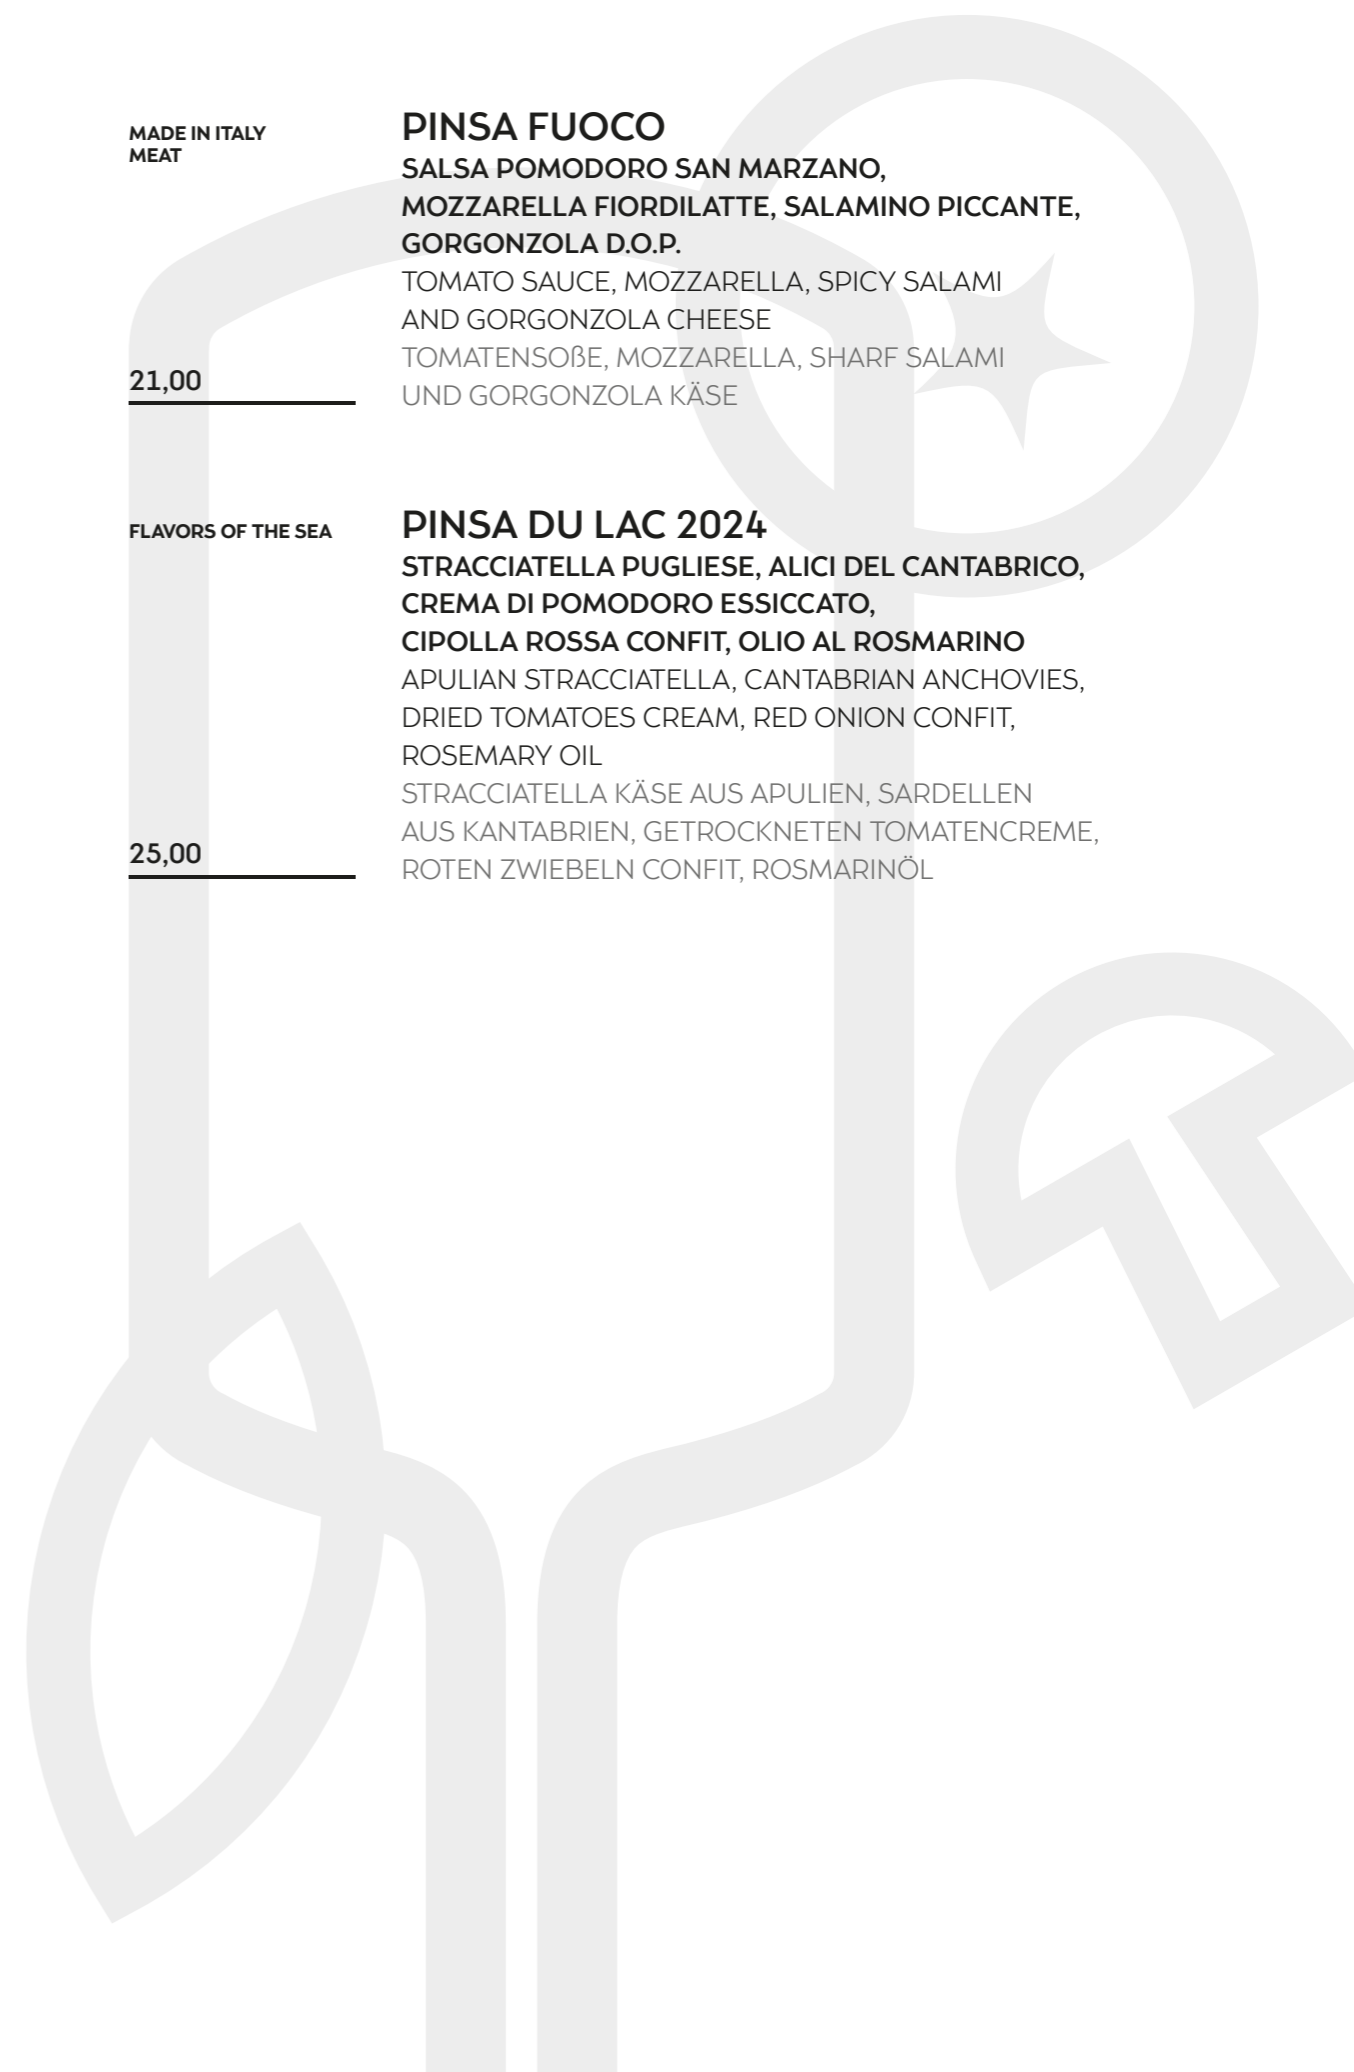 MADE IN ITALY
MEAT
PINSA FUOCO
SALSA POMODORO SAN MARZANO,
MOZZARELLA FIORDILATTE, SALAMINO PICCANTE,
GORGONZOLA D.O.P.
TOMATO SAUCE, MOZZARELLA, SPICY SALAMI
AND GORGONZOLA CHEESE
TOMATENSOßE, MOZZARELLA, SHARF SALAMI
UND GORGONZOLA KÄSE
21,00
FLAVORS OF THE SEA
PINSA DU LAC 2024
STRACCIATELLA PUGLIESE, ALICI DEL CANTABRICO,
CREMA DI POMODORO ESSICCATO,
CIPOLLA ROSSA CONFIT, OLIO AL ROSMARINO
APULIAN STRACCIATELLA, CANTABRIAN ANCHOVIES,
DRIED TOMATOES CREAM, RED ONION CONFIT,
ROSEMARY OIL
STRACCIATELLA KÄSE AUS APULIEN, SARDELLEN
AUS KANTABRIEN, GETROCKNETEN TOMATENCREME,
ROTEN ZWIEBELN CONFIT, ROSMARINÖL
25,00